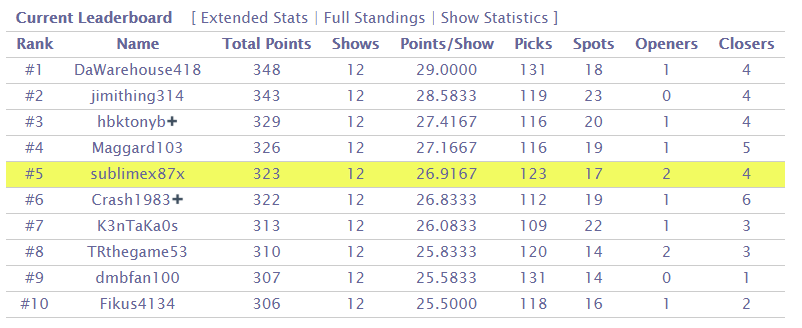 Current Leaderboard [ Extended Stats | Full Standings | Show Statistics ]
Rank Name Total Points Shows Points/Show Picks Spots Openers Closers
#1 DaWarehouse418 348 12 29.0000 131 18 1 4
#2 jimithing314 343 12 28.5833 119 23 0 4
#3 hbktonyb+ 329 12 27.4167 116 20 1 4
#4 Maggard103 326 12 27.1667 116 19 1 5
#5 sublimex87x 323 12 26.9167 123 17 2 4
#6 Crash1983+ 322 12 26.8333 112 19 1 6
#7 K3nTaKa0s 313 12 26.0833 109 22 1 3
#8 TRthegame53 310 12 25.8333 120 14 2 3
#9 dmbfan100 307 12 25.5833 131 14 0 1
#10 Fikus4134 306 12 25.5000 118 16 1 2